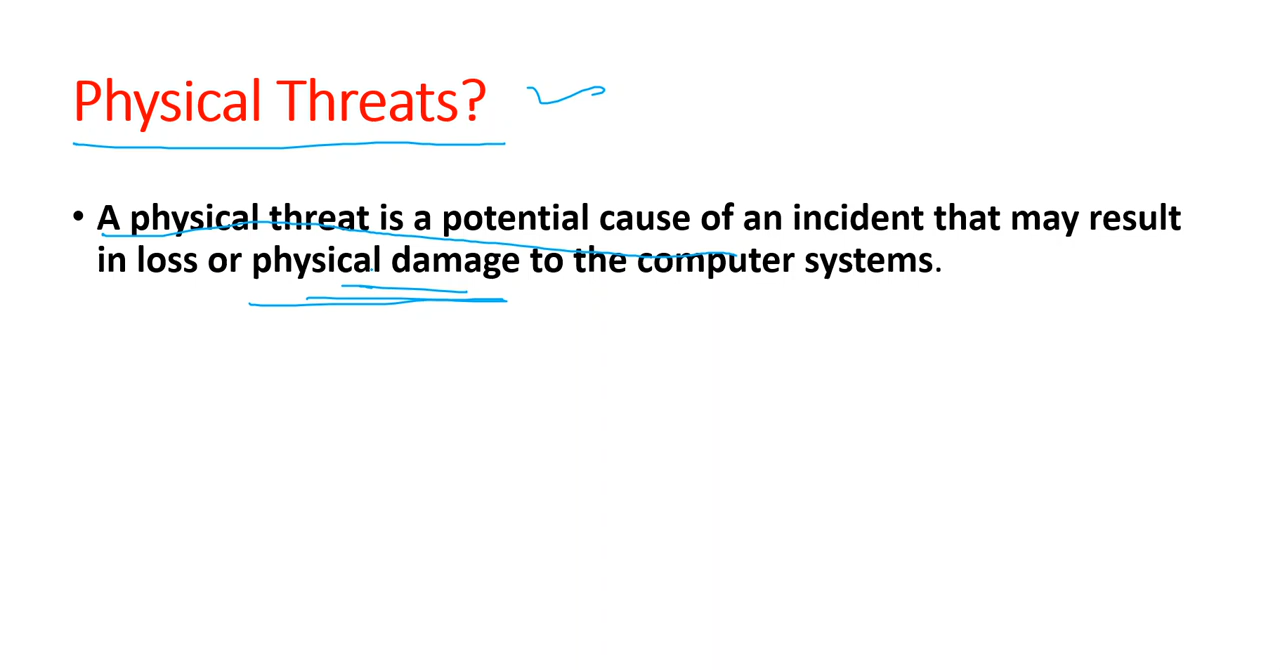 Physical Threats?
• A physical threat is a potential cause of an incident that may result
in loss or physical damage to the computer systems.